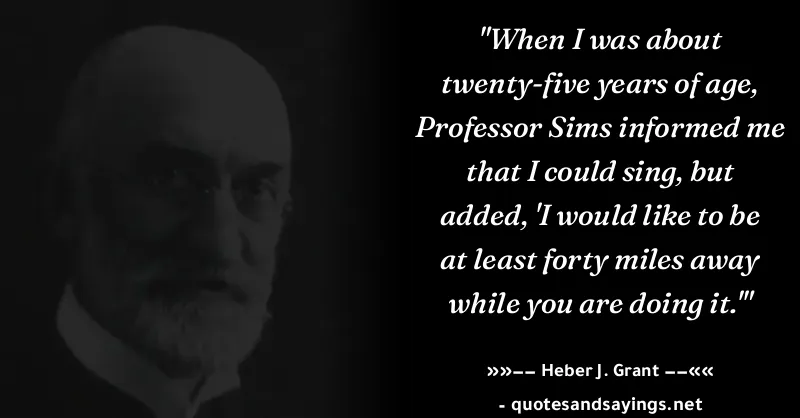 "When I was about
twenty-five years of age,
Professor Sims informed me
that I could sing, but
added, 'I would like to be
at least forty miles away
while you are doing it.'"
»»-- Heber J. Grant --««
- quotesandsayings.net